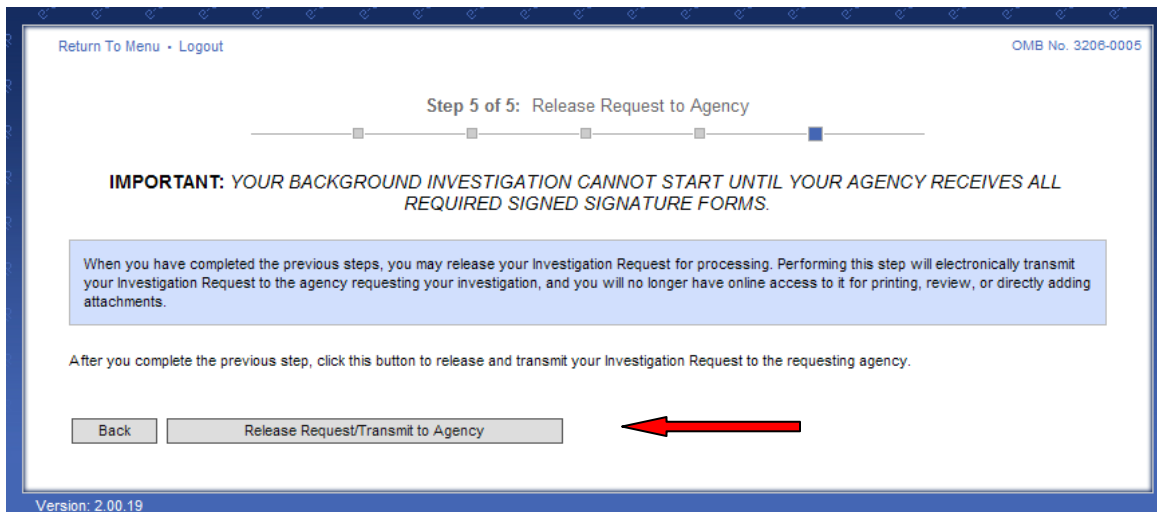 Return To Menu • Logout
OMB No. 3206-0005
Step 5 of 5: Release Request to Agency
IMPORTANT: YOUR BACKGROUND INVESTIGATION CANNOT START UNTIL YOUR AGENCY RECEIVES ALL
REQUIRED SIGNED SIGNATURE FORMS.
When you have completed the previous steps, you may release your Investigation Request for processing. Performing this step will electronically transmit
your Investigation Request to the agency requesting your investigation, and you will no longer have online access to it for printing, review, or directly adding
attachments.
After you complete the previous step, click this button to release and transmit your Investigation Request to the requesting agency.
Back
Release Request/Transmit to Agency
Version: 2.00.19